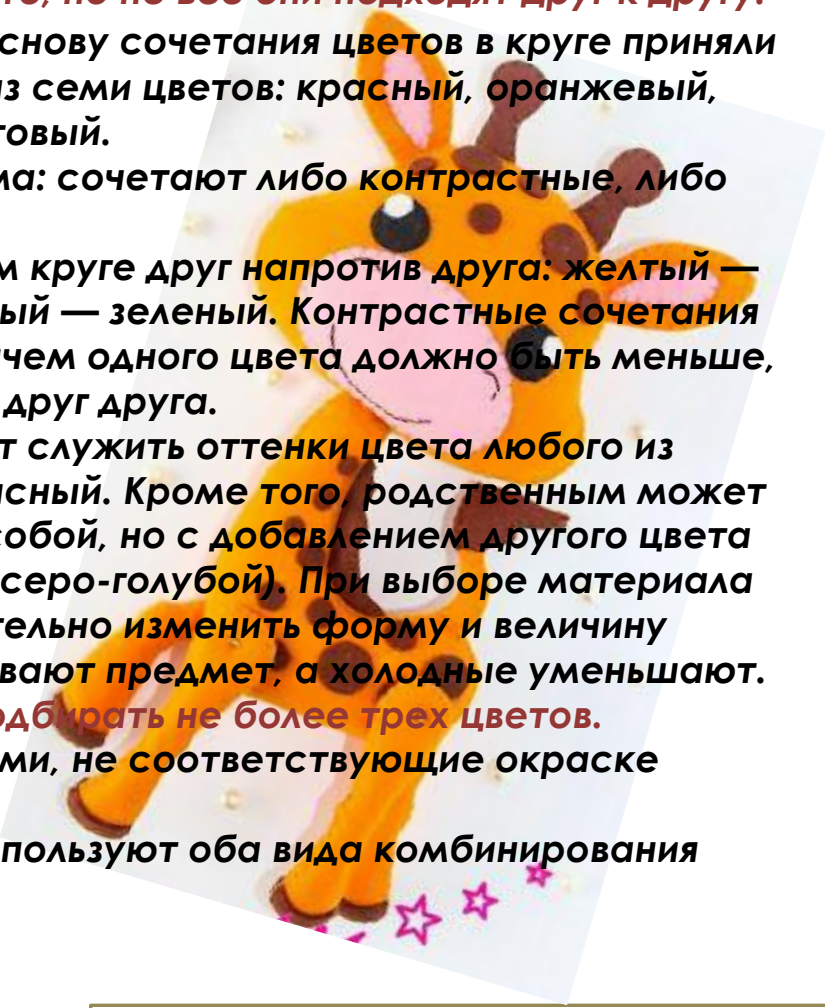 то, но не все они подходят друг к другу.
снову сочетания цветов в круге приняли
из семи цветов: красный, оранжевый,
товый.
ма: сочетают либо контрастные, либо
м круге друг напротив друга: желтый —
ый — зеленый. Контрастные сочетания
чем одного цвета должно быть меньше,
друг друга.
т служить оттенки цвета любого из
сный. Кроме того, родственным может
собой, но с добавлением другого цвета
серо-голубой). При выборе материала
тельно изменить форму и величину
вают предмет, а холодные уменьшают.
одбирать не более трех цветов.
ми, не соответствующие окраске
пользуют оба вида комбинирования